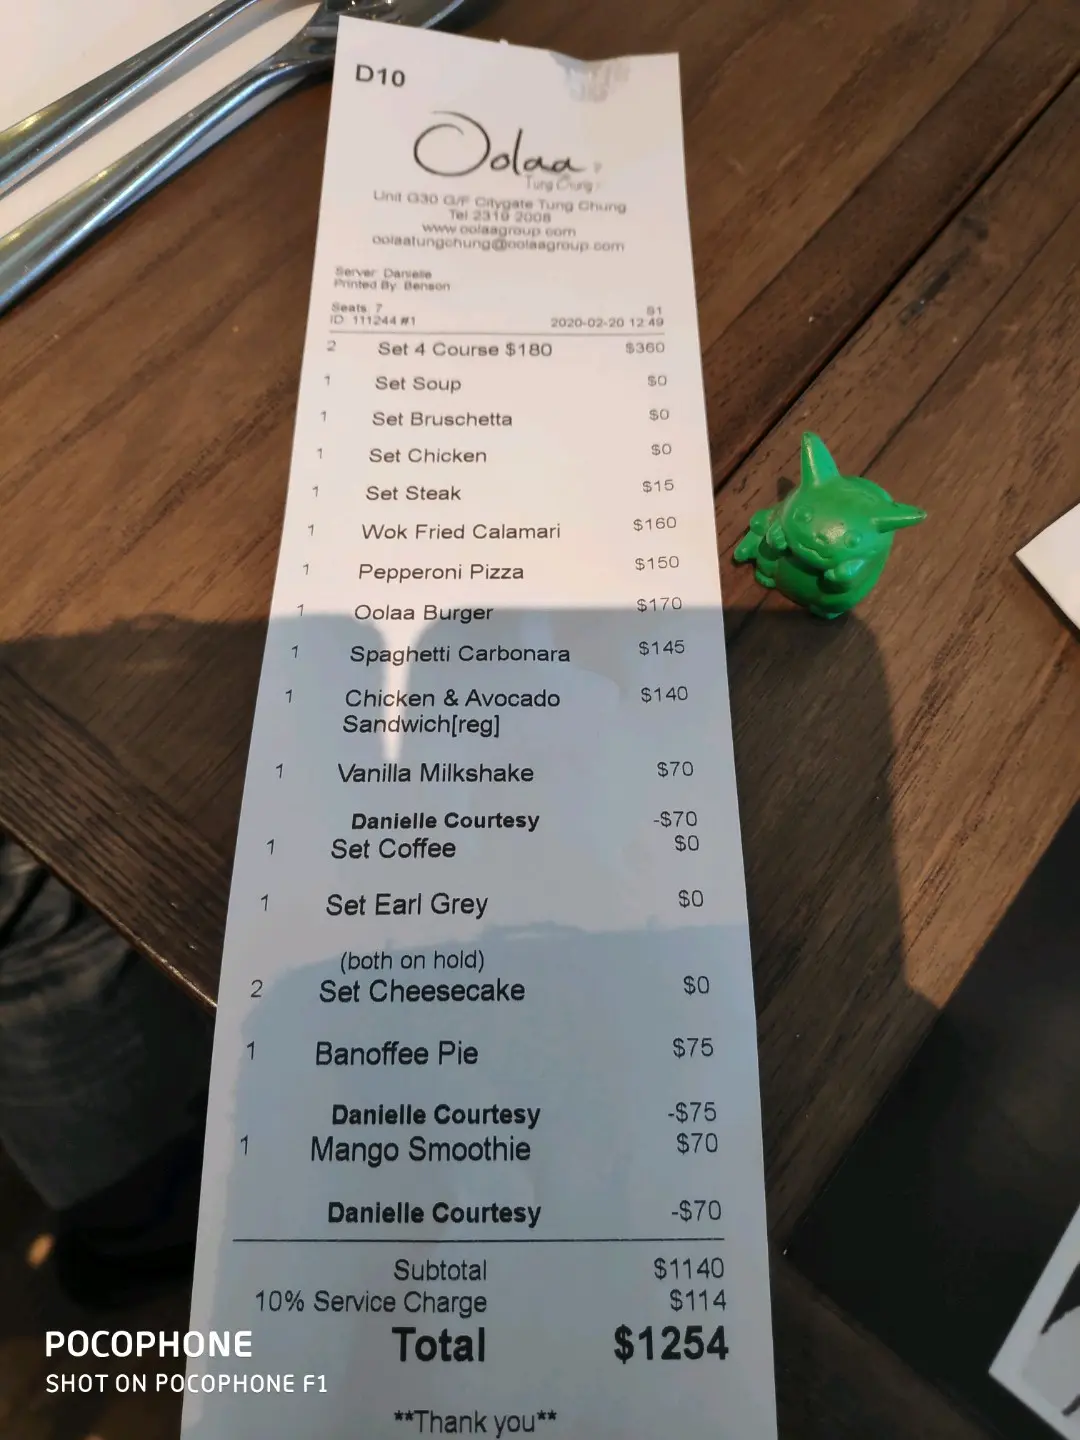 D10
Oolaa
Tung Chung
Unit G30 G/F Citygate Tung Chung
Tel 2319 2008
www.oolaagroup.com
oolaatungchung@oolaagroup.com
Server: Danielle
Printed By: Benson
Seats: 7 S1
ID: 111244 #1 2020-02-20 12:49
2 Set 4 Course $180 $360
1 Set Soup $0
1 Set Bruschetta $0
1 Set Chicken $0
1 Set Steak $15
1 Wok Fried Calamari $160
1 Pepperoni Pizza $150
1 Oolaa Burger $170
1 Spaghetti Carbonara $145
1 Chicken & Avocado $140
Sandwich[reg]
1 Vanilla Milkshake $70
Danielle Courtesy -$70
1 Set Coffee $0
1 Set Earl Grey $0
(both on hold)
2 Set Cheesecake $0
1 Banoffee Pie $75
Danielle Courtesy -$75
1 Mango Smoothie $70
Danielle Courtesy -$70
Subtotal $1140
10% Service Charge $114
Total $1254
**Thank you**
POCOPHONE
SHOT ON POCOPHONE F1